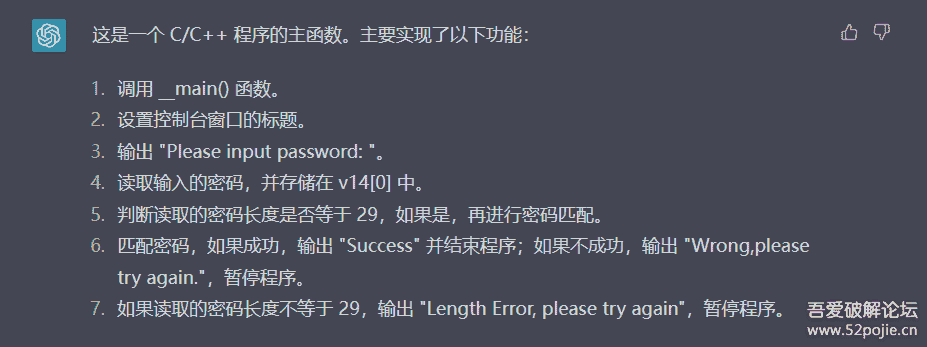 这是一个 C/C++ 程序的主函数。主要实现了以下功能：
1. 调用 __main() 函数。
2. 设置控制台窗口的标题。
3. 输出 "Please input password: "。
4. 读取输入的密码，并存储在 v14[0] 中。
5. 判断读取的密码长度是否等于 29，如果是，再进行密码匹配。
6. 匹配密码，如果成功，输出 "Success" 并结束程序；如果不成功，输出 "Wrong,please
try again."，暂停程序。
7. 如果读取的密码长度不等于 29，输出 "Length Error, please try again"，暂停程序。
吾爱破解论坛
www.52pojie.cn